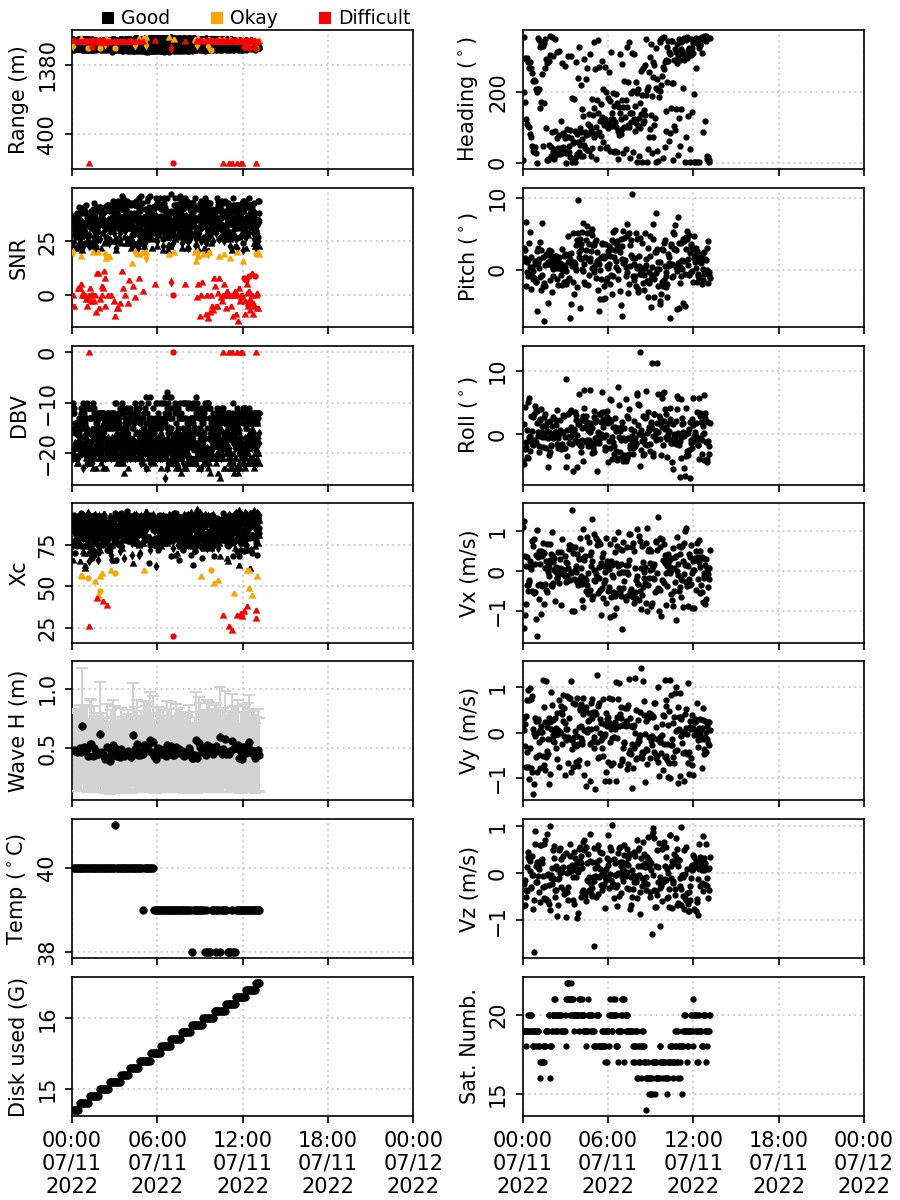 Good Okay Difficult
Range (m)
1380
400
Heading (°)
200
0
SNR
25
0
Pitch (°)
10
0
DBV
0
−10
−20
Roll (°)
10
0
Xc
75
50
25
Vx (m/s)
1
0
−1
Wave H (m)
1.0
0.5
Vy (m/s)
1
0
−1
Temp (°C)
40
38
Vz (m/s)
1
0
−1
Disk used (G)
16
15
Sat. Numb.
20
15
00:00 06:00 12:00 18:00 00:00 00:00 06:00 12:00 18:00 00:00
07/11 07/11 07/11 07/11 07/12 07/11 07/11 07/11 07/11 07/12
2022 2022 2022 2022 2022 2022 2022 2022 2022 2022